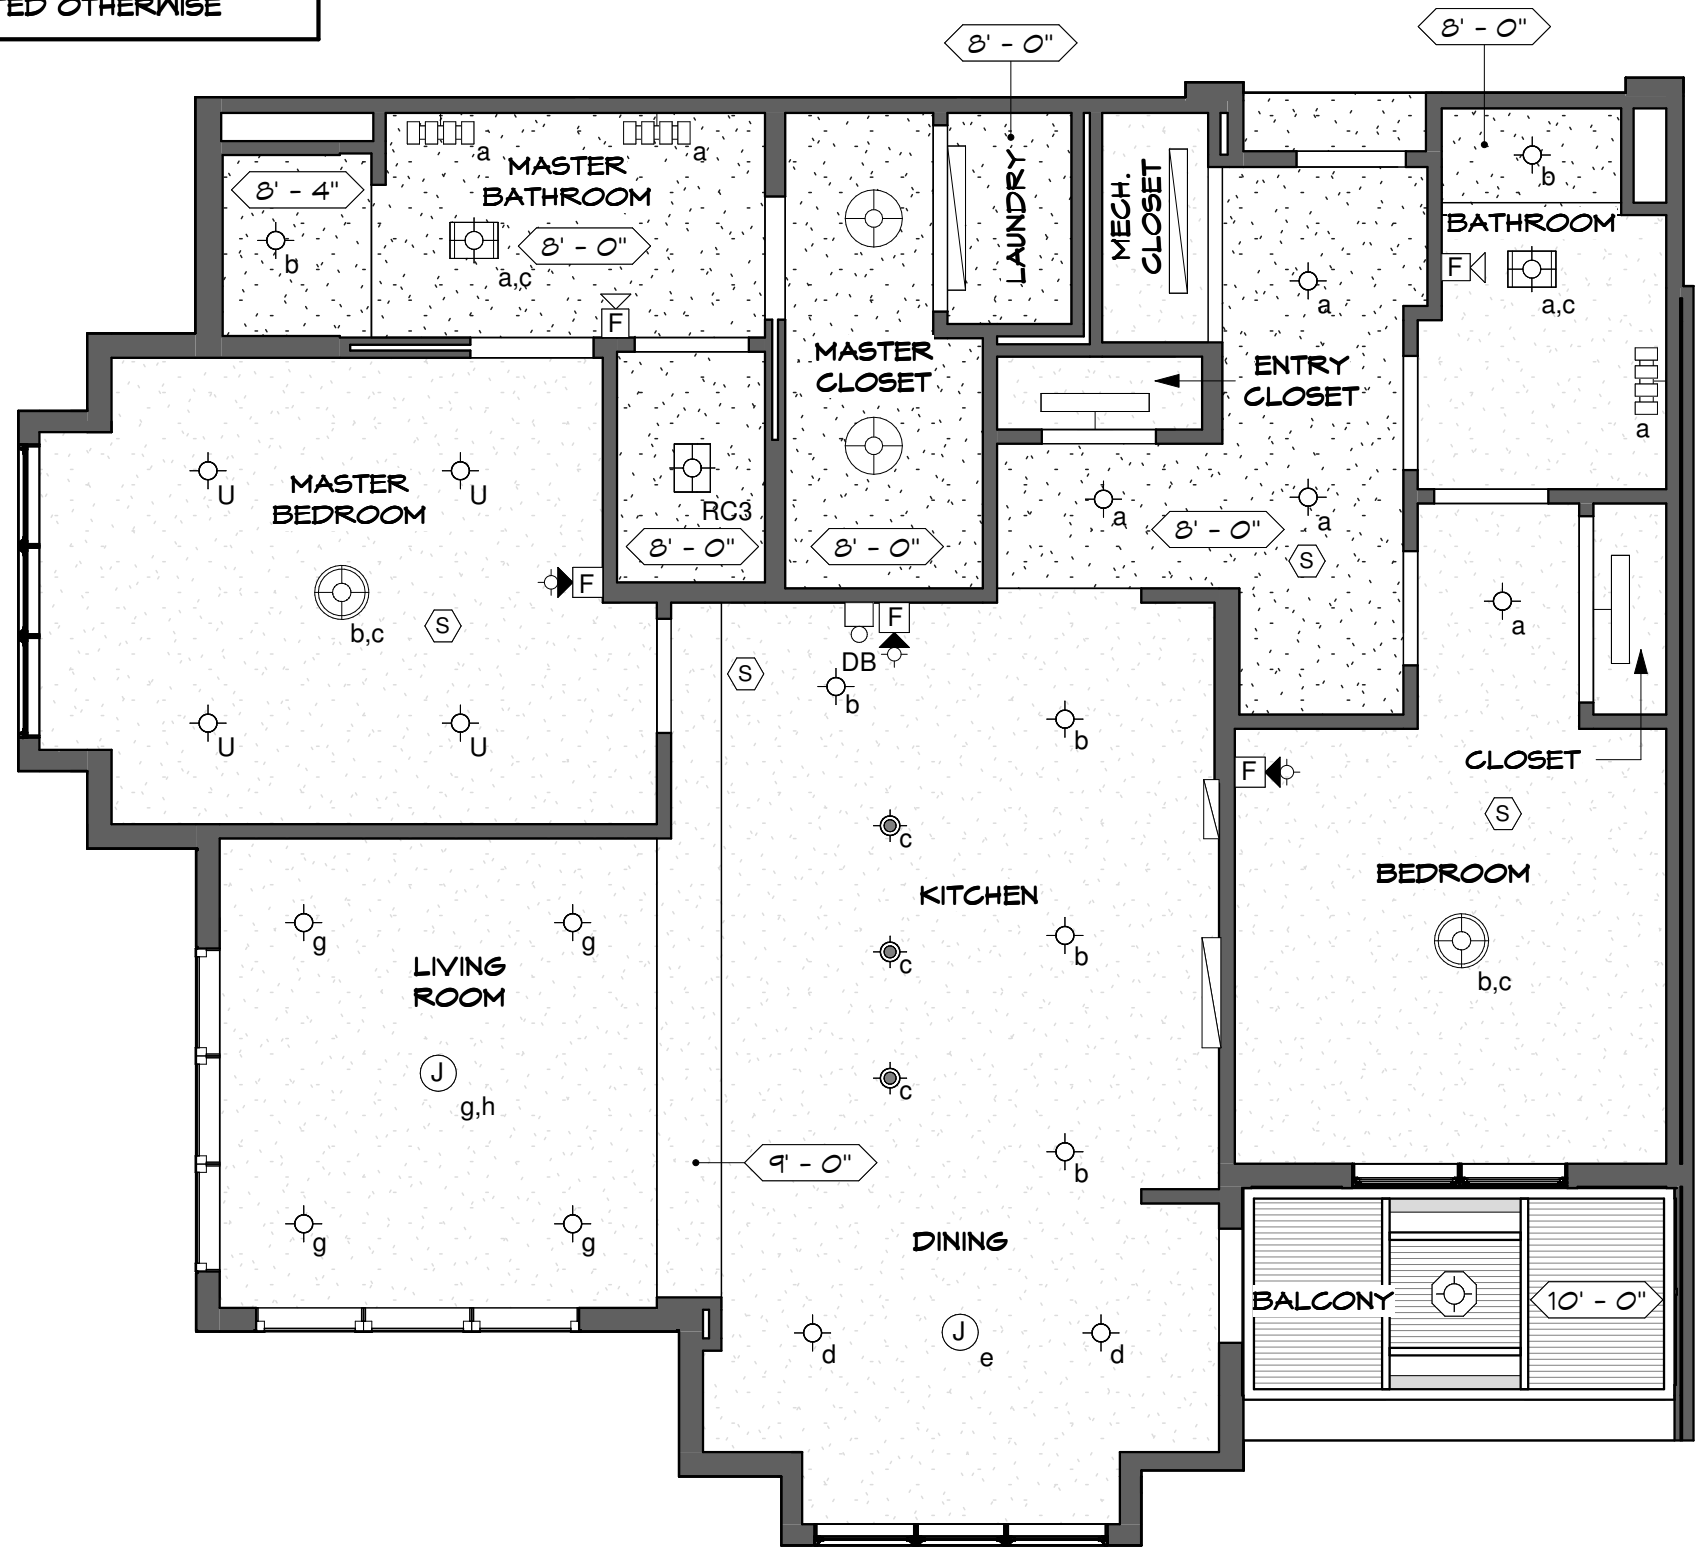 OTHERWISE
8' - 0"
8' - 0"
a
a
MASTER
BATHROOM
8' - 4"
b
a,c
8' - 0"
F
LAUNDRY
MECH.
CLOSET
b
BATHROOM
F
a,c
a
a
MASTER
CLOSET
ENTRY
CLOSET
U
U
MASTER
BEDROOM
RC3
8' - 0"
8' - 0"
a
8' - 0"
a
S
F
b,c
S
U
U
S
DB
F
b
b
a
F
CLOSET
S
c
KITCHEN
BEDROOM
g
g
LIVING
ROOM
c
b
b,c
J
g,h
c
9' - 0"
b
g
g
DINING
BALCONY
10' - 0"
d
J
e
d